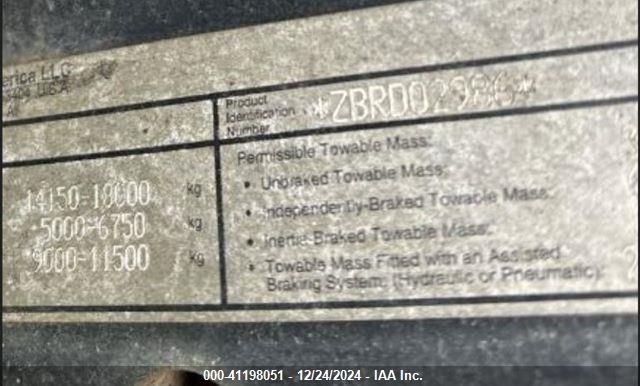 erica LLC
U.S.A.
Product
Identification
Number
*ZBRD02986*
14150-18000 kg
5000-6750 kg
9000-11500 kg
Permissible Towable Mass:
• Unbraked Towable Mass:
• Independently-Braked Towable Mass:
• Inertia-Braked Towable Mass:
• Towable Mass Fitted with an Assisted
Braking System: (Hydraulic or Pneumatic):
000-41198051 - 12/24/2024 - IAA Inc.